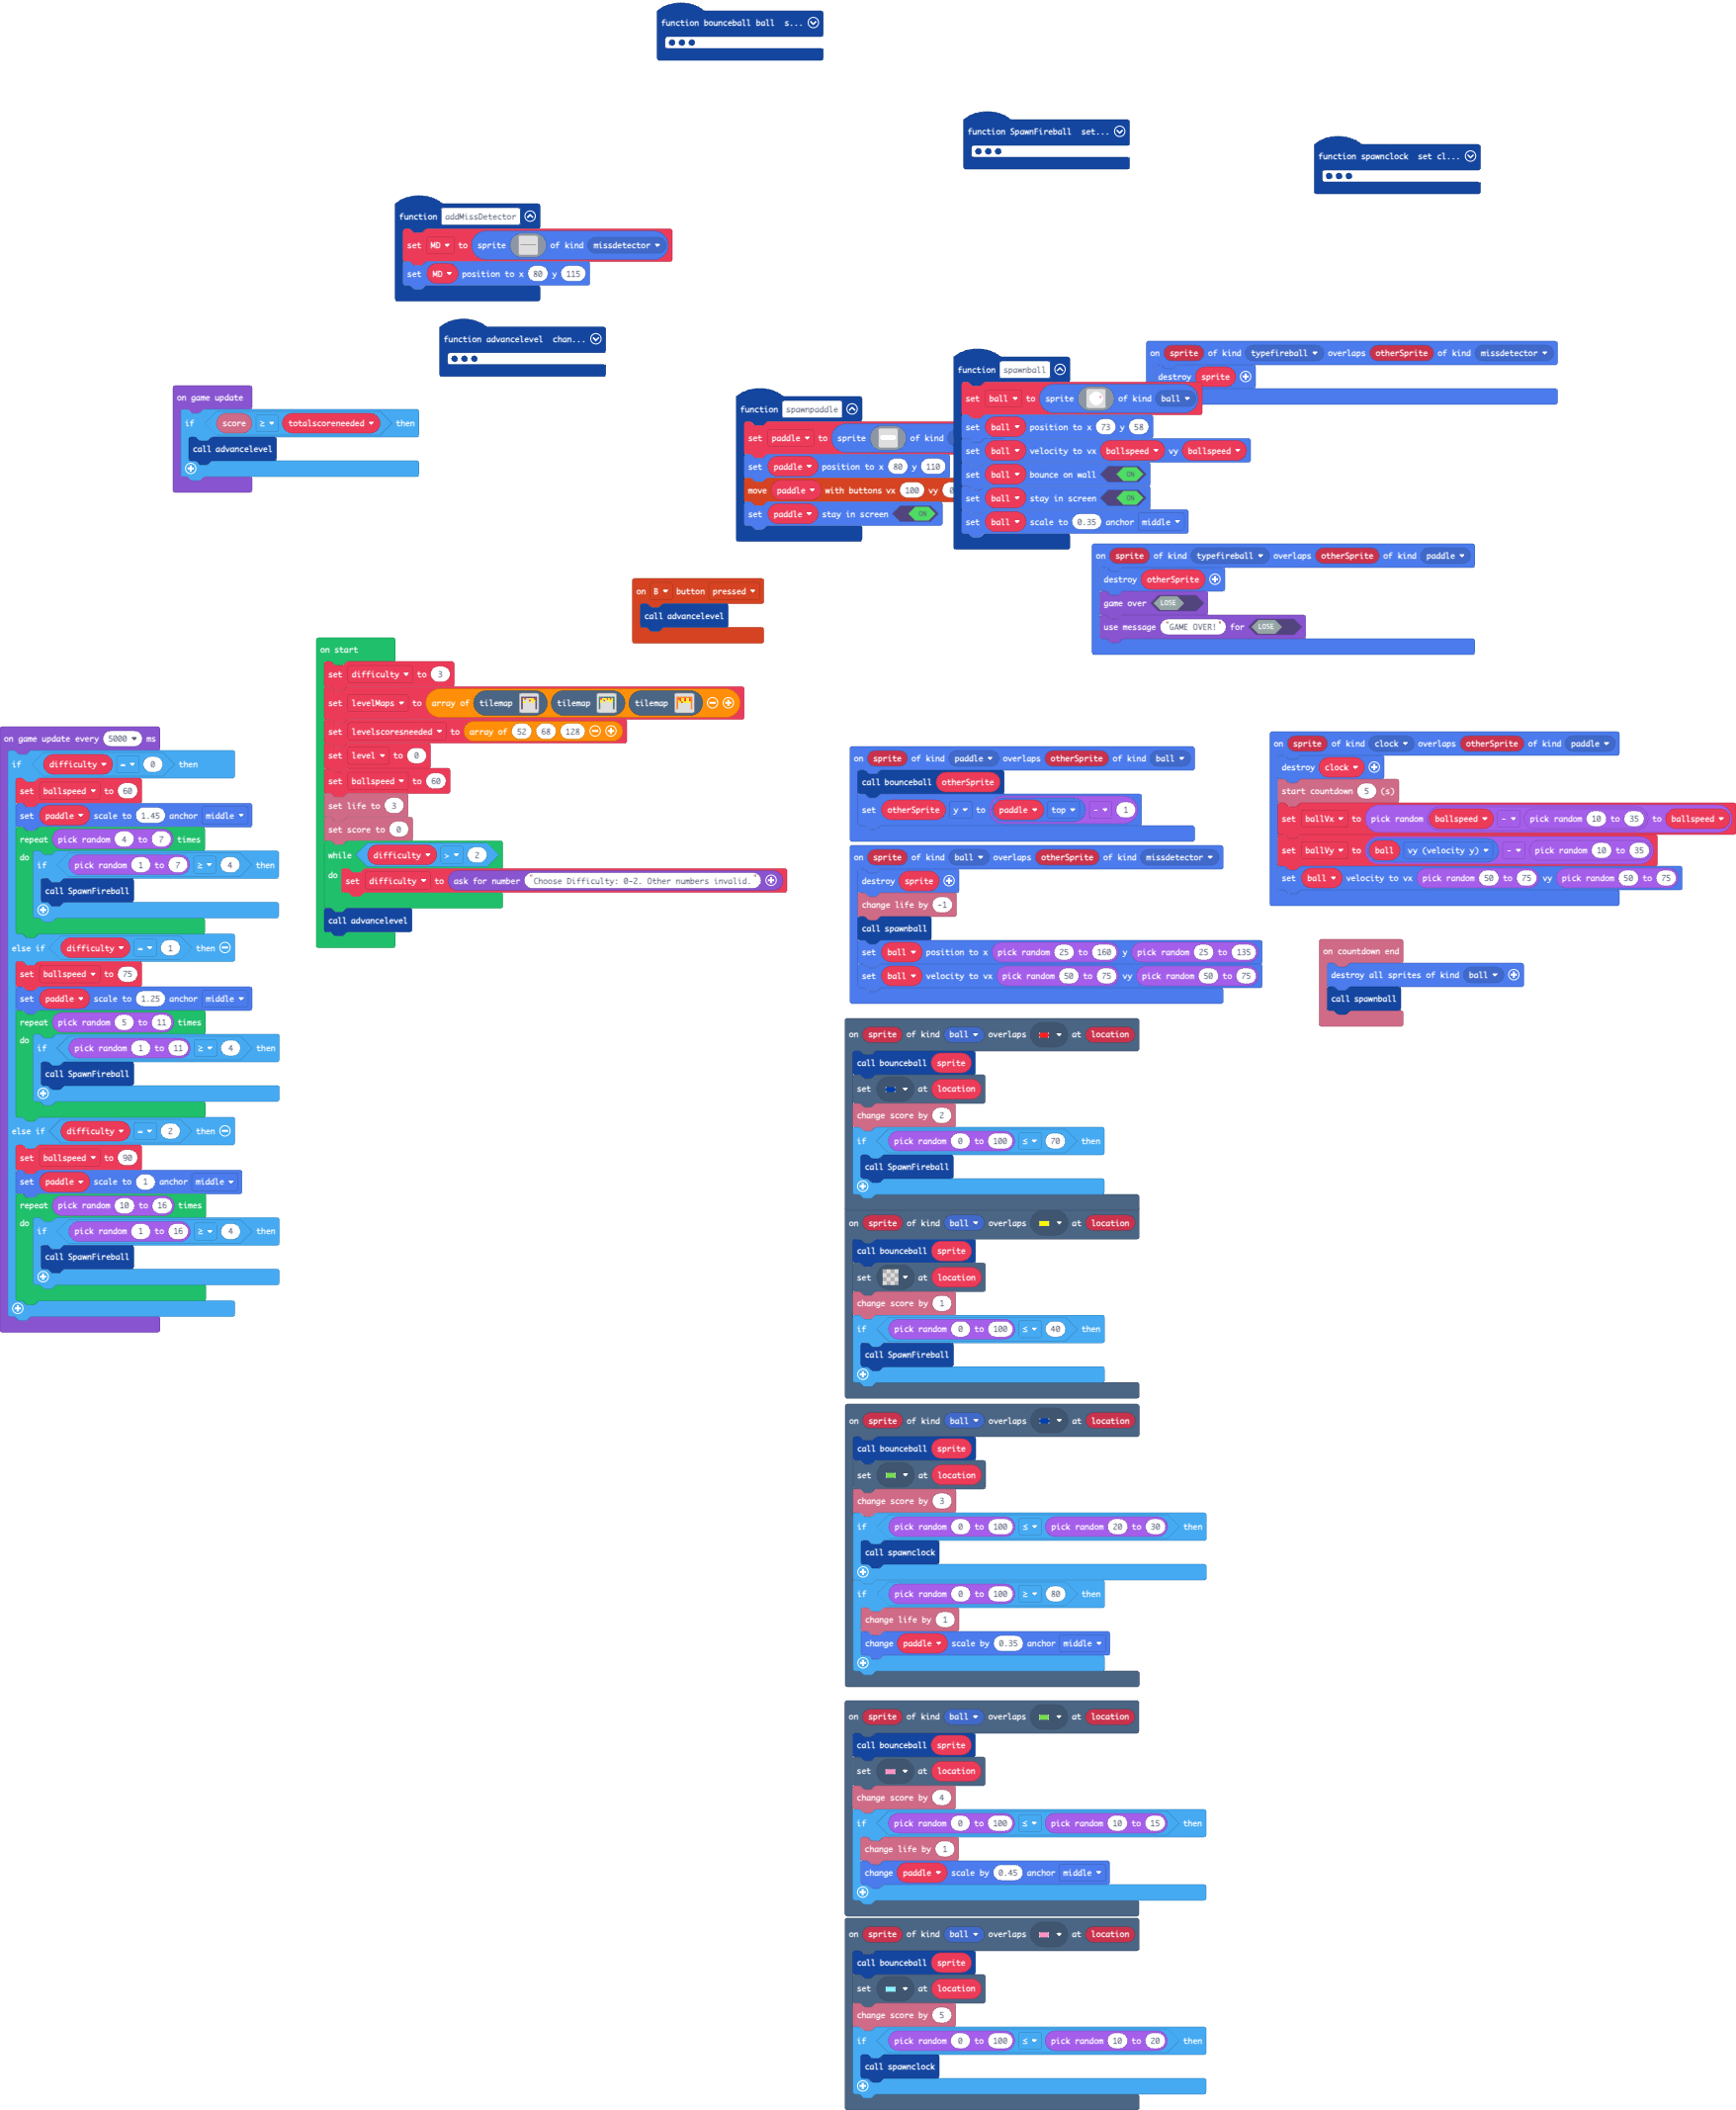 function bounceball ball s...
function SpawnFireball set...
function spawnclock set cl...
function addMissDetector
set MD to sprite of kind missdetector
set MD position to x 80 y 115
function advancelevel chan...
on game update
if score ≥ totalscoreneeded then
call advancelevel
function spawnpaddle
set paddle to sprite of kind
set paddle position to x 80 y 110
move paddle with buttons vx 100 vy 0
set paddle stay in screen ON
function spawnball
set ball to sprite of kind ball
set ball position to x 73 y 58
set ball velocity to vx ballspeed vy ballspeed
set ball bounce on wall ON
set ball stay in screen ON
set ball scale to 0.35 anchor middle
on sprite of kind typefireball overlaps otherSprite of kind missdetector
destroy sprite
on sprite of kind typefireball overlaps otherSprite of kind paddle
destroy otherSprite
game over LOSE
use message "GAME OVER!" for LOSE
on B button pressed
call advancelevel
on start
set difficulty to 3
set levelMaps to array of tilemap tilemap tilemap
set levelscoresneeded to array of 52 68 128
set level to 0
set ballspeed to 60
set life to 3
set score to 0
while difficulty > 2
do set difficulty to ask for number "Choose Difficulty: 0-2. Other numbers invalid."
call advancelevel
on game update every 5000 ms
if difficulty = 0 then
set ballspeed to 60
set paddle scale to 1.45 anchor middle
repeat pick random 4 to 7 times
do if pick random 1 to 7 ≥ 4 then
call SpawnFireball
else if difficulty = 1 then
set ballspeed to 75
set paddle scale to 1.25 anchor middle
repeat pick random 5 to 11 times
do if pick random 1 to 11 ≥ 4 then
call SpawnFireball
else if difficulty = 2 then
set ballspeed to 90
set paddle scale to 1 anchor middle
repeat pick random 10 to 16 times
do if pick random 1 to 16 ≥ 4 then
call SpawnFireball
on sprite of kind paddle overlaps otherSprite of kind ball
call bounceball otherSprite
set otherSprite y to paddle top - 1
on sprite of kind ball overlaps otherSprite of kind missdetector
destroy sprite
change life by -1
call spawnball
set ball position to x pick random 25 to 160 y pick random 25 to 135
set ball velocity to vx pick random 50 to 75 vy pick random 50 to 75
on sprite of kind clock overlaps otherSprite of kind paddle
destroy clock
start countdown 5 (s)
set ballVx to pick random ballspeed - pick random 10 to 35 to ballspeed
set ballVy to ball vy (velocity y) - pick random 10 to 35
set ball velocity to vx pick random 50 to 75 vy pick random 50 to 75
on countdown end
destroy all sprites of kind ball
call spawnball
on sprite of kind ball overlaps at location
call bounceball sprite
set at location
change score by 2
if pick random 0 to 100 ≤ 70 then
call SpawnFireball
on sprite of kind ball overlaps at location
call bounceball sprite
set at location
change score by 1
if pick random 0 to 100 ≤ 40 then
call SpawnFireball
on sprite of kind ball overlaps at location
call bounceball sprite
set at location
change score by 3
if pick random 0 to 100 ≤ pick random 20 to 30 then
call spawnclock
if pick random 0 to 100 ≥ 80 then
change life by 1
change paddle scale by 0.35 anchor middle
on sprite of kind ball overlaps at location
call bounceball sprite
set at location
change score by 4
if pick random 0 to 100 ≤ pick random 10 to 15 then
change life by 1
change paddle scale by 0.45 anchor middle
on sprite of kind ball overlaps at location
call bounceball sprite
set at location
change score by 5
if pick random 0 to 100 ≤ pick random 10 to 20 then
call spawnclock